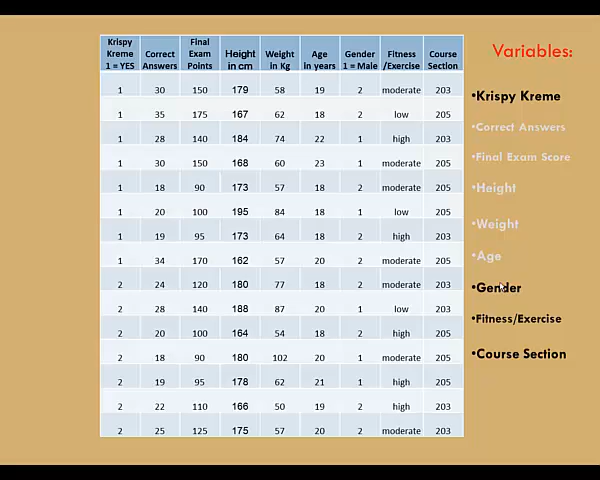 Krispy Kreme 1 = YES Correct Answers Final Exam Points Height in cm Weight in Kg Age in years Gender 1 = Male Fitness /Exercise Course Section
1 30 150 179 58 19 2 moderate 203
1 35 175 167 62 18 2 low 205
1 28 140 184 74 22 1 high 203
1 30 150 168 60 23 1 moderate 205
1 18 90 173 57 18 2 moderate 205
1 20 100 195 84 18 1 low 205
1 19 95 173 64 18 2 high 205
1 34 170 162 57 20 2 moderate 205
2 24 120 180 77 18 2 moderate 203
2 28 140 188 87 20 1 low 203
2 20 100 164 54 18 2 high 205
2 18 90 180 102 20 1 moderate 205
2 19 95 178 62 21 1 high 205
2 22 110 166 50 19 2 high 203
2 25 125 175 57 20 2 moderate 203
Variables:
•Krispy Kreme
•Correct Answers
•Final Exam Score
•Height
•Weight
•Age
•Gender
•Fitness/Exercise
•Course Section